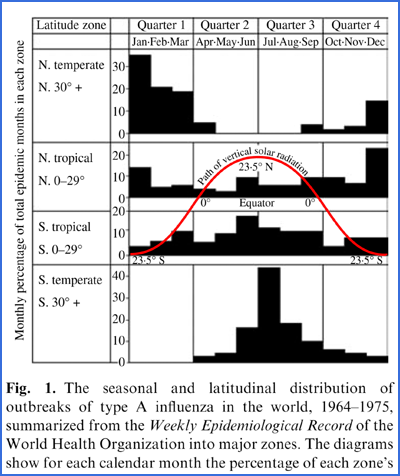 Latitude zone Quarter 1 Quarter 2 Quarter 3 Quarter 4
Jan·Feb·Mar Apr·May·Jun Jul·Aug·Sep Oct·Nov·Dec
Monthly percentage of total epidemic months in each zone
N. temperate
N. 30° +
30
20
10
0
N. tropical
N. 0–29°
20
10
0
Path of vertical solar radiation
23·5° N
0° Equator 0°
S. tropical
S. 0–29°
20
10
0
23·5° S 23·5° S
S. temperate
S. 30° +
40
30
20
10
0
Fig. 1. The seasonal and latitudinal distribution of
outbreaks of type A influenza in the world, 1964–1975,
summarized from the Weekly Epidemiological Record of the
World Health Organization into major zones. The diagrams
show for each calendar month the percentage of each zone’s